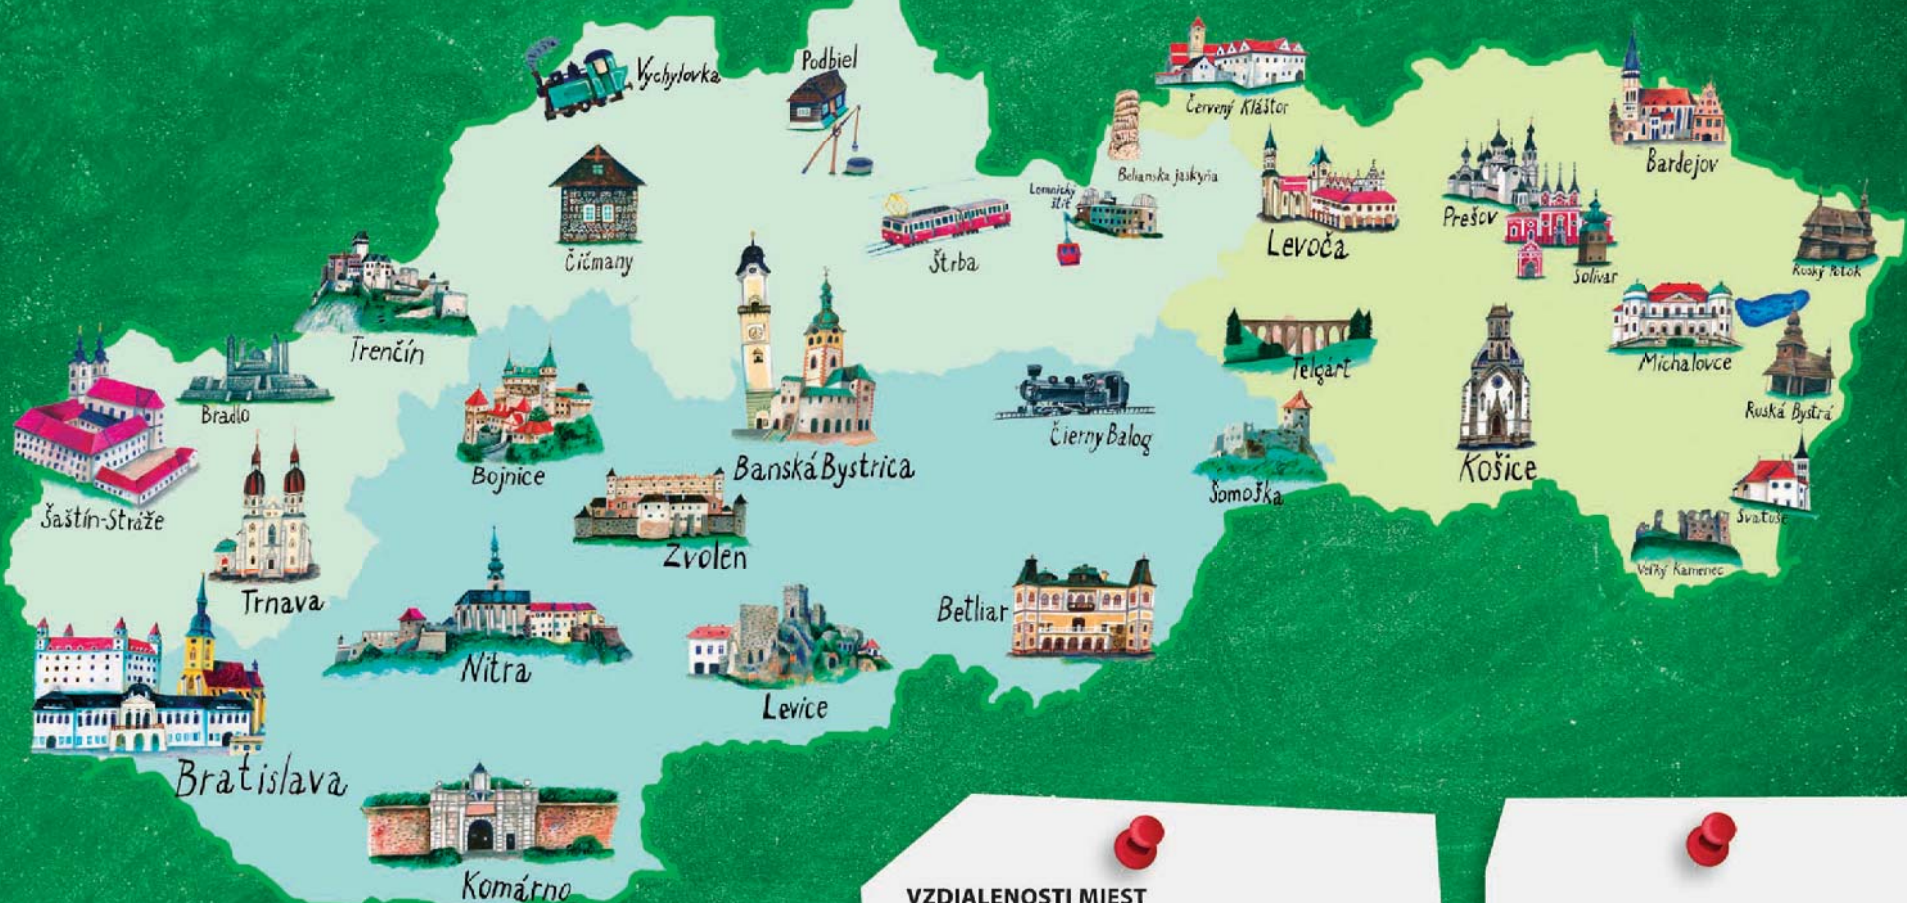 Vychylovka
Podbiel
Červený Kláštor
Belianska jaskyňa
Lomnický
štít
Bardejov
Čičmany
Štrba
Levoča
Prešov
Solivar
Ruský Potok
Trenčín
Telgárt
Michalovce
Bradlo
Ruská Bystrá
Bojnice
Banská Bystrica
Čierny Balog
Košice
Šomoška
Šaštín-Stráže
Svätuše
Zvolen
Veľký Kamenec
Trnava
Betliar
Nitra
Levice
Bratislava
Komárno
VZDIALENOSTI MIEST